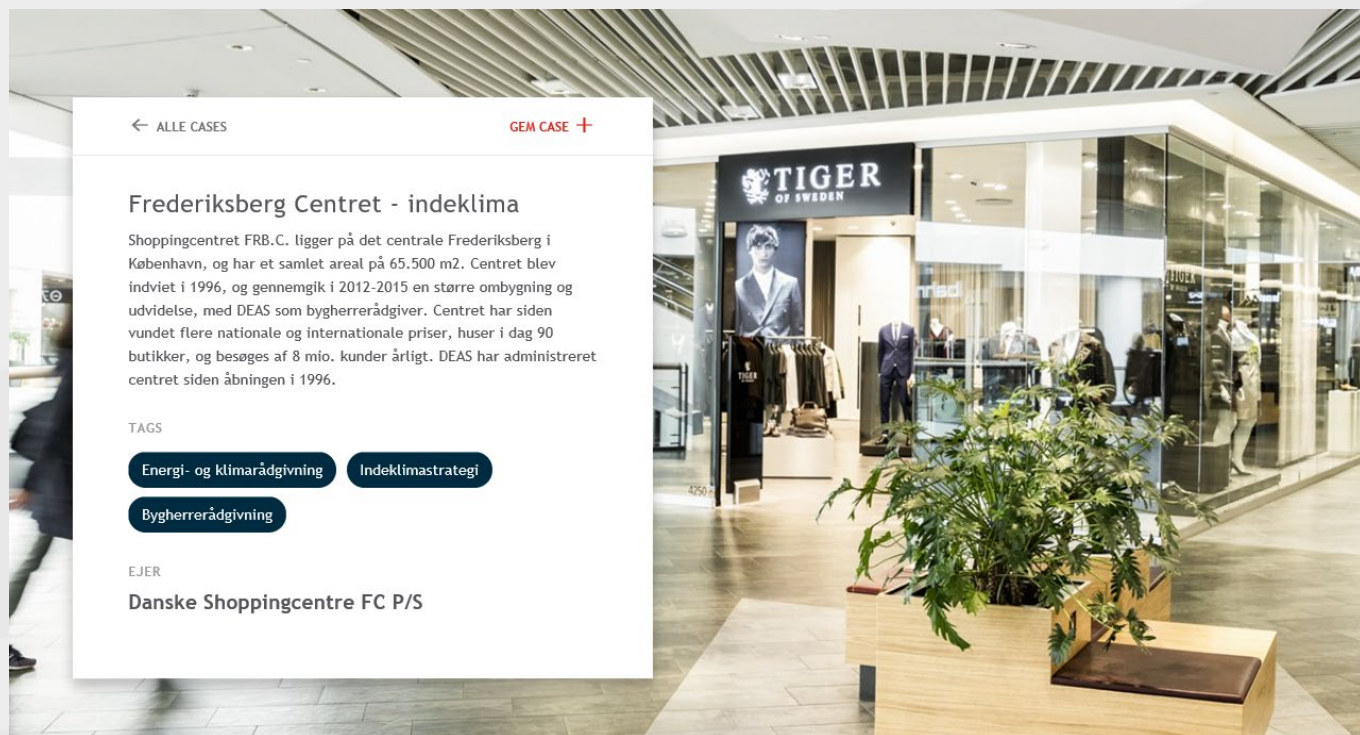 ALLE CASES
GEM CASE
Frederiksberg Centret - indeklima
Shoppingcentret FRB.C. ligger på det centrale Frederiksberg i
København, og har et samlet areal på 65.500 m2. Centret blev
indviet i 1996, og gennemgik i 2012-2015 en større ombygning og
udvidelse, med DEAS som bygherrerådgiver. Centret har siden
vundet flere nationale og internationale priser, huser i dag 90
butikker, og besøges af 8 mio. kunder årligt. DEAS har administreret
centret siden åbningen i 1996.
TAGS
Energi- og klimarådgivning Indeklimastrategi
Bygherrerådgivning
EJER
Danske Shoppingcentre FC P/S
TIGER
OF SWEDEN
TIGER
TIGER
4250